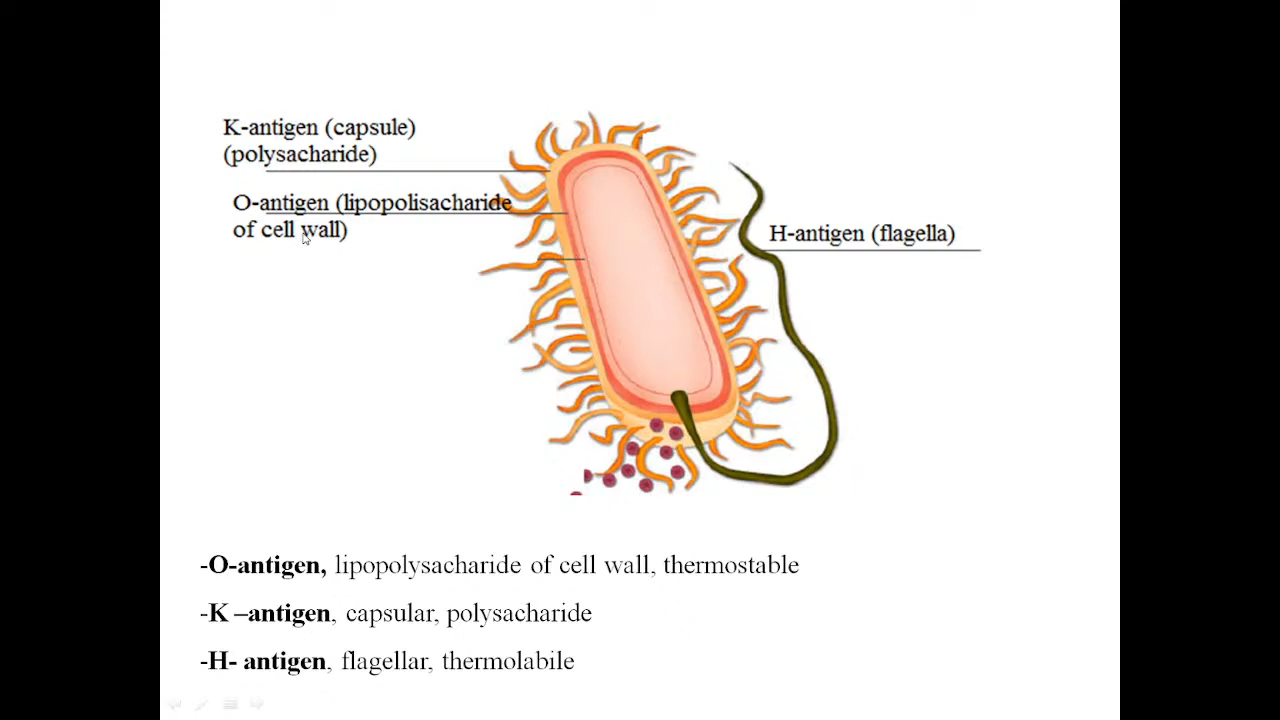 K-antigen (capsule)
(polysacharide)
O-antigen (lipopolisacharide
of cell wall)
H-antigen (flagella)
-O-antigen, lipopolysacharide of cell wall, thermostable
-K –antigen, capsular, polysacharide
-H- antigen, flagellar, thermolabile